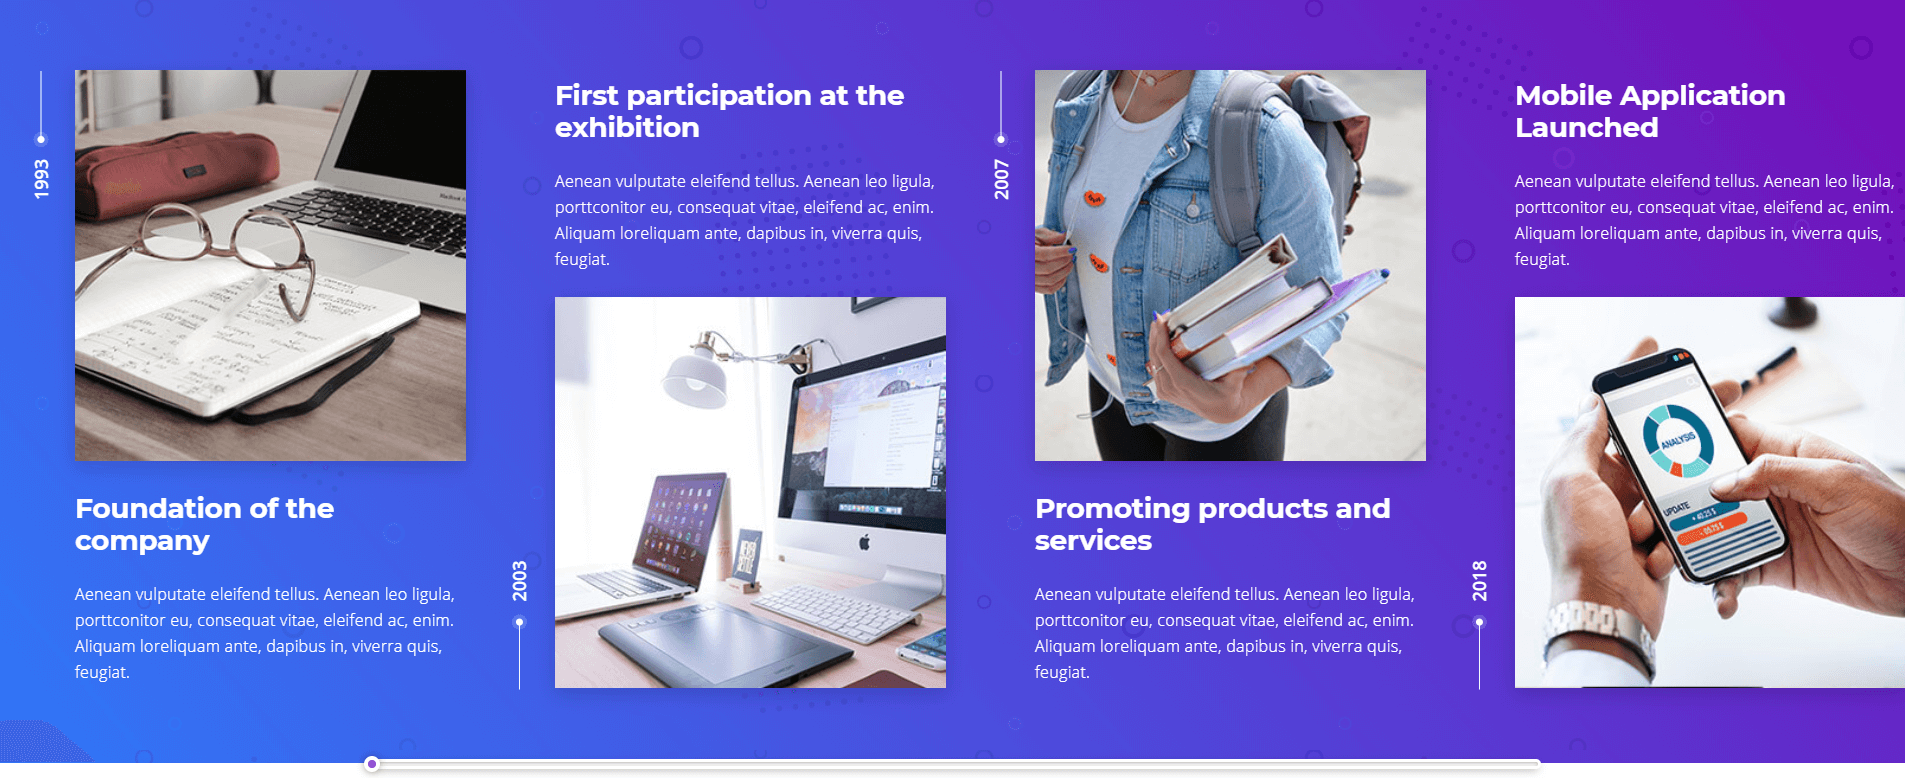 1993
Foundation of the
company
Aenean vulputate eleifend tellus. Aenean leo ligula,
porttconitor eu, consequat vitae, eleifend ac, enim.
Aliquam loreliquam ante, dapibus in, viverra quis,
feugiat.
2003
First participation at the
exhibition
Aenean vulputate eleifend tellus. Aenean leo ligula,
porttconitor eu, consequat vitae, eleifend ac, enim.
Aliquam loreliquam ante, dapibus in, viverra quis,
feugiat.
2007
Promoting products and
services
Aenean vulputate eleifend tellus. Aenean leo ligula,
porttconitor eu, consequat vitae, eleifend ac, enim.
Aliquam loreliquam ante, dapibus in, viverra quis,
feugiat.
2018
Mobile Application
Launched
Aenean vulputate eleifend tellus. Aenean leo ligula,
porttconitor eu, consequat vitae, eleifend ac, enim.
Aliquam loreliquam ante, dapibus in, viverra quis,
feugiat.
ANALYSIS
UPDATE